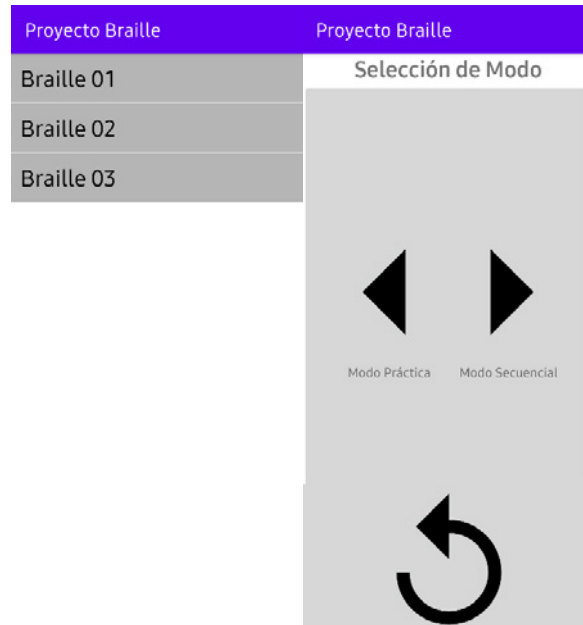 Proyecto Braille
Braille 01
Braille 02
Braille 03
Proyecto Braille
Selección de Modo
Modo Práctica
Modo Secuencial